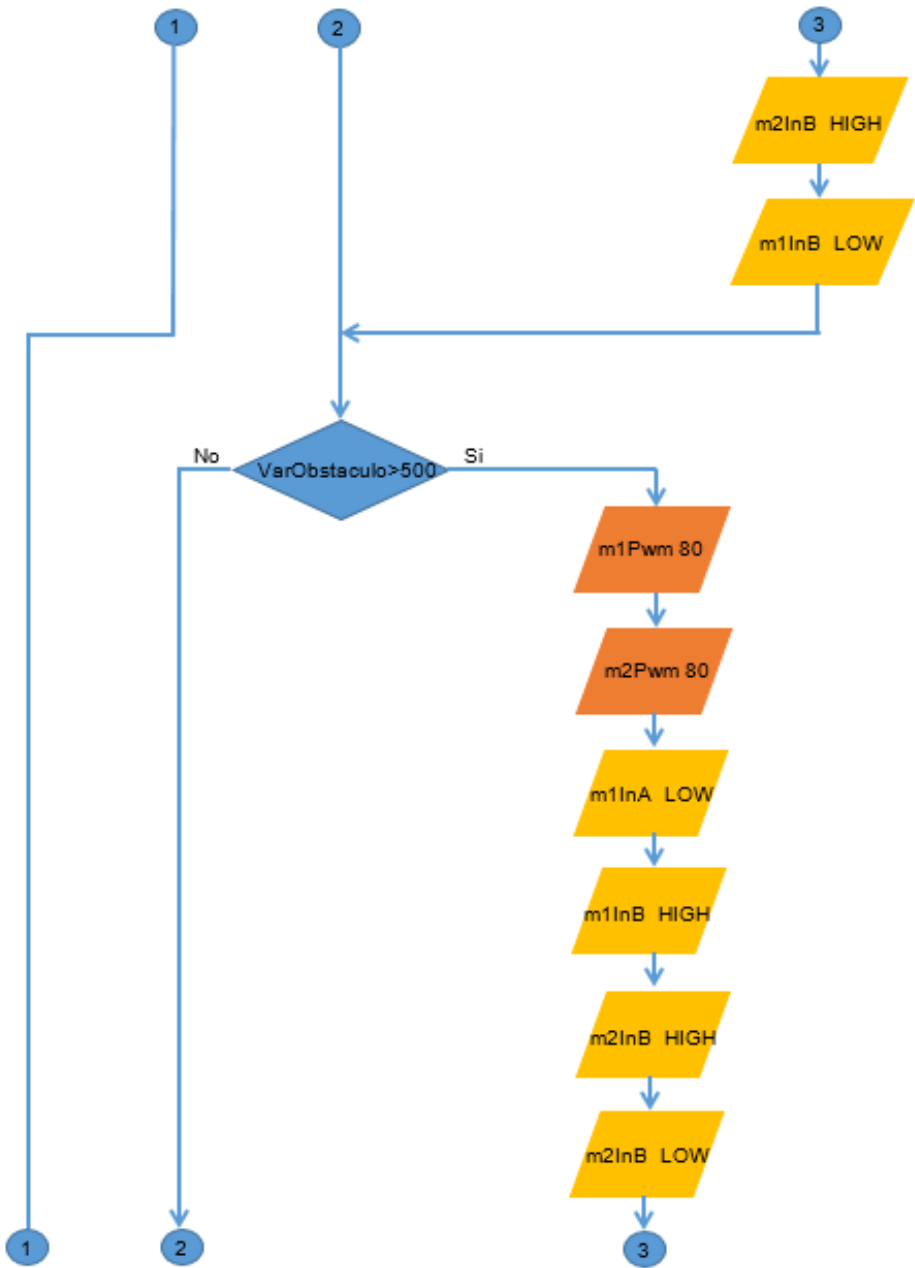 1
2
3
m2InB HIGH
m1InB LOW
No
VarObstaculo>500
Si
m1Pwm 80
m2Pwm 80
m1InA LOW
m1InB HIGH
m2InB HIGH
m2InB LOW
1
2
3